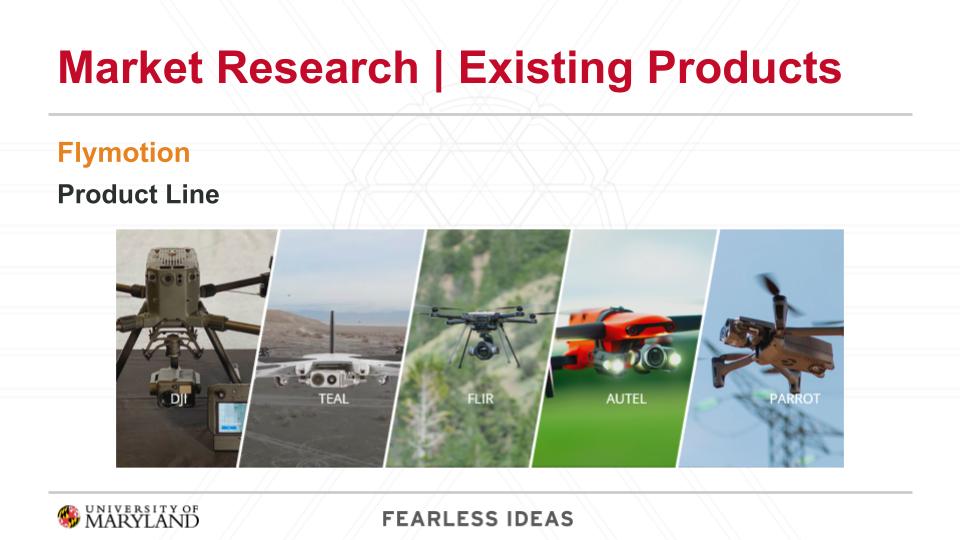 Market Research | Existing Products
Flymotion
Product Line
DJI
TEAL
FLIR
AUTEL
PARROT
UNIVERSITY OF
MARYLAND
FEARLESS IDEAS